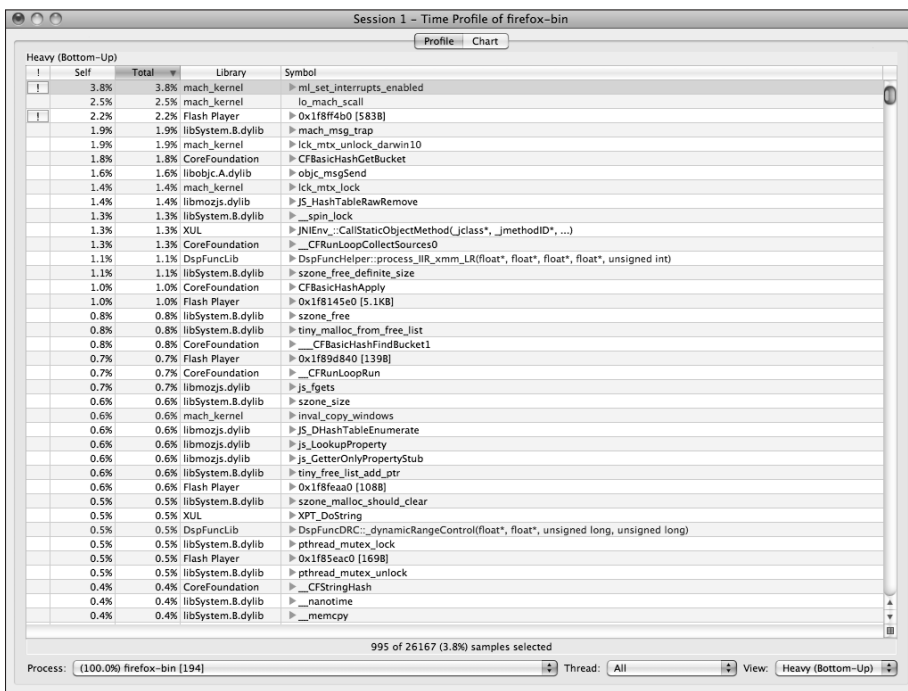 Session 1 – Time Profile of firefox-bin
Profile Chart
Heavy (Bottom-Up)
! Self Total Library Symbol
! 3.8% 3.8% mach_kernel ml_set_interrupts_enabled
2.5% 2.5% mach_kernel lo_mach_scall
! 2.2% 2.2% Flash Player 0x1f8ff4b0 [583B]
1.9% 1.9% libSystem.B.dylib mach_msg_trap
1.9% 1.9% mach_kernel lck_mtx_unlock_darwin10
1.8% 1.8% CoreFoundation CFBasicHashGetBucket
1.6% 1.6% libobjc.A.dylib objc_msgSend
1.4% 1.4% mach_kernel lck_mtx_lock
1.4% 1.4% libmozjs.dylib JS_HashTableRawRemove
1.3% 1.3% libSystem.B.dylib __spin_lock
1.3% 1.3% XUL JNIEnv_::CallStaticObjectMethod(_jclass*, _jmethodID*, ...)
1.3% 1.3% CoreFoundation __CFRunLoopCollectSources0
1.1% 1.1% DspFuncLib DspFuncHelper::process_IIR_xmm_LR(float*, float*, float*, float*, unsigned int)
1.1% 1.1% libSystem.B.dylib szone_free_definite_size
1.0% 1.0% CoreFoundation CFBasicHashApply
1.0% 1.0% Flash Player 0x1f8145e0 [5.1KB]
0.8% 0.8% libSystem.B.dylib szone_free
0.8% 0.8% libSystem.B.dylib tiny_malloc_from_free_list
0.8% 0.8% CoreFoundation ___CFBasicHashFindBucket1
0.7% 0.7% Flash Player 0x1f89d840 [139B]
0.7% 0.7% CoreFoundation __CFRunLoopRun
0.7% 0.7% libmozjs.dylib js_fgets
0.6% 0.6% libSystem.B.dylib szone_size
0.6% 0.6% mach_kernel inval_copy_windows
0.6% 0.6% libmozjs.dylib JS_DHashTableEnumerate
0.6% 0.6% libmozjs.dylib js_LookupProperty
0.6% 0.6% libmozjs.dylib js_GetterOnlyPropertyStub
0.6% 0.6% libSystem.B.dylib tiny_free_list_add_ptr
0.6% 0.6% Flash Player 0x1f8feaa0 [108B]
0.5% 0.5% libSystem.B.dylib szone_malloc_should_clear
0.5% 0.5% XUL XPT_DoString
0.5% 0.5% DspFuncLib DspFuncDRC::_dynamicRangeControl(float*, float*, unsigned long, unsigned long)
0.5% 0.5% libSystem.B.dylib pthread_mutex_lock
0.5% 0.5% Flash Player 0x1f85eac0 [169B]
0.5% 0.5% libSystem.B.dylib pthread_mutex_unlock
0.4% 0.4% CoreFoundation __CFStringHash
0.4% 0.4% libSystem.B.dylib __nanotime
0.4% 0.4% libSystem.B.dylib __memcpy
995 of 26167 (3.8%) samples selected
Process: (100.0%) firefox-bin [194] Thread: All View: Heavy (Bottom-Up)